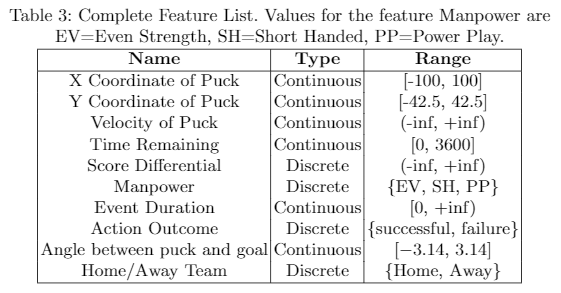 Table 3: Complete Feature List. Values for the feature Manpower are
EV=Even Strength, SH=Short Handed, PP=Power Play.
Name Type Range
X Coordinate of Puck Continuous [-100, 100]
Y Coordinate of Puck Continuous [-42.5, 42.5]
Velocity of Puck Continuous (-inf, +inf)
Time Remaining Continuous [0, 3600]
Score Differential Discrete (-inf, +inf)
Manpower Discrete {EV, SH, PP}
Event Duration Continuous [0, +inf)
Action Outcome Discrete {successful, failure}
Angle between puck and goal Continuous [−3.14, 3.14]
Home/Away Team Discrete {Home, Away}